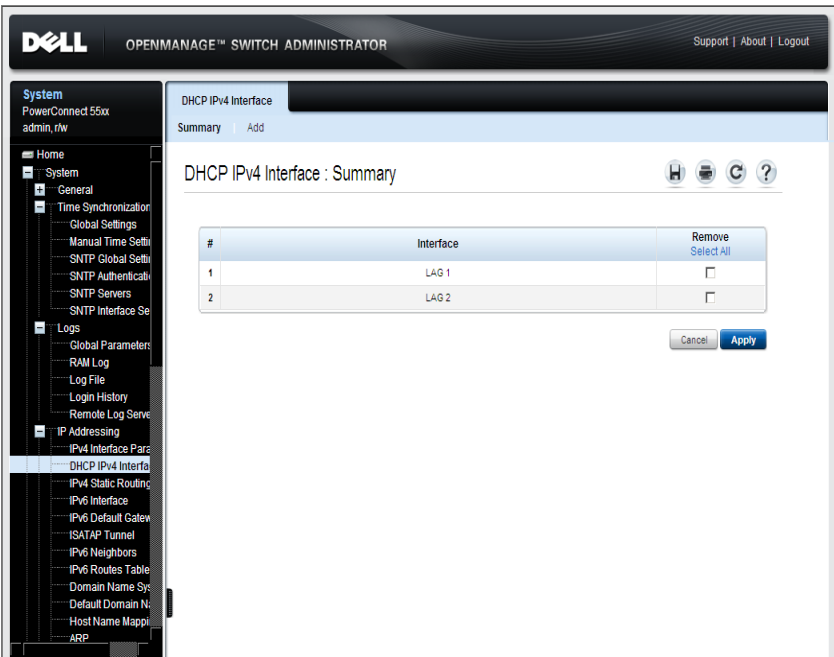 DELL OPENMANAGE™ SWITCH ADMINISTRATOR
Support | About | Logout
System
PowerConnect 55xx
admin, r/w
Home
System
General
Time Synchronization
Global Settings
Manual Time Setti
SNTP Global Setti
SNTP Authenticati
SNTP Servers
SNTP Interface Se
Logs
Global Parameters
RAM Log
Log File
Login History
Remote Log Serve
IP Addressing
IPv4 Interface Para
DHCP IPv4 Interfa
IPv4 Static Routing
IPv6 Interface
IPv6 Default Gatew
ISATAP Tunnel
IPv6 Neighbors
IPv6 Routes Table
Domain Name Sys
Default Domain Na
Host Name Mappi
ARP
DHCP IPv4 Interface
Summary Add
DHCP IPv4 Interface : Summary
# Interface Remove
Select All
1 LAG 1
2 LAG 2
Cancel Apply